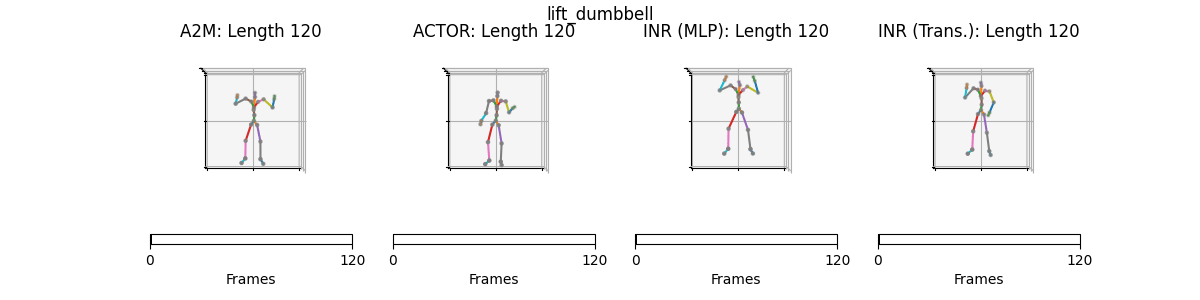 lift_dumbbell
A2M: Length 120
ACTOR: Length 120
INR (MLP): Length 120
INR (Trans.): Length 120
0
120
Frames
0
120
Frames
0
120
Frames
0
120
Frames